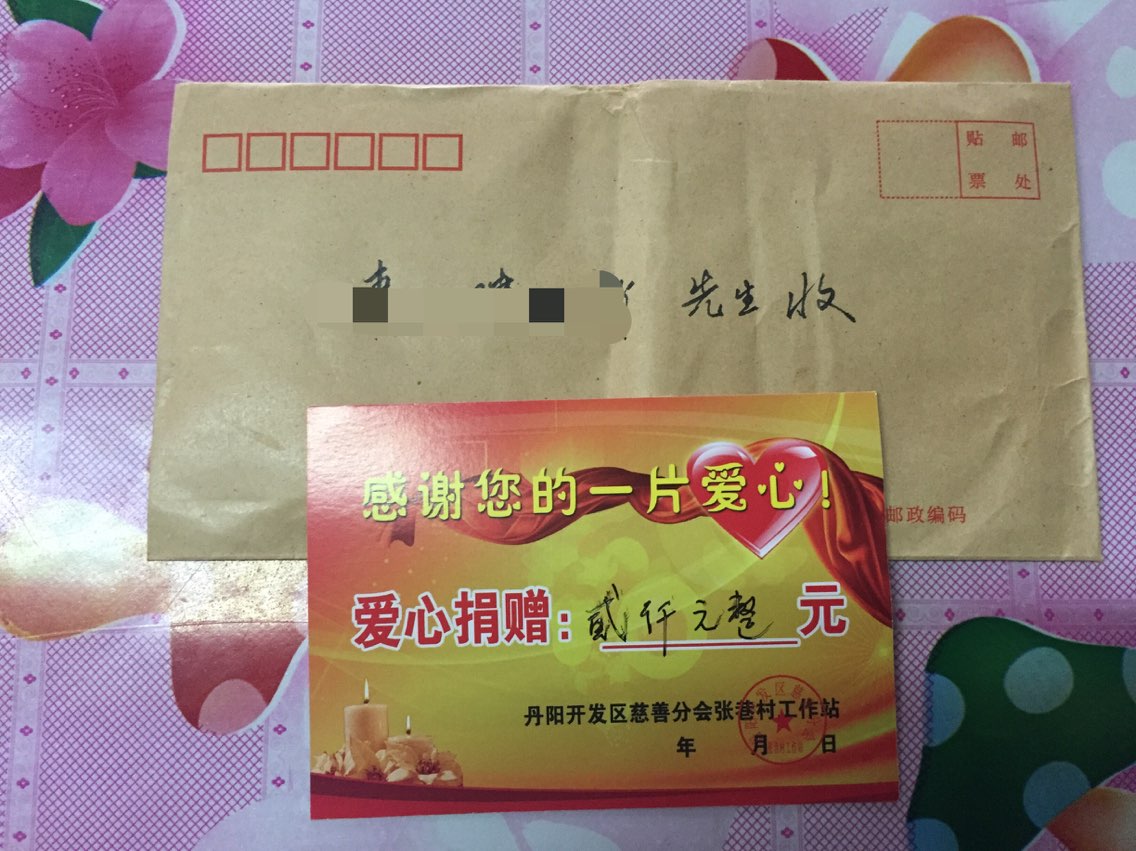 贴 邮
票 处
先生 收
邮政编码
感谢您的一片爱心!
爱心捐赠:贰仟元整元
丹阳开发区慈善分会张巷村工作站
年 月 日